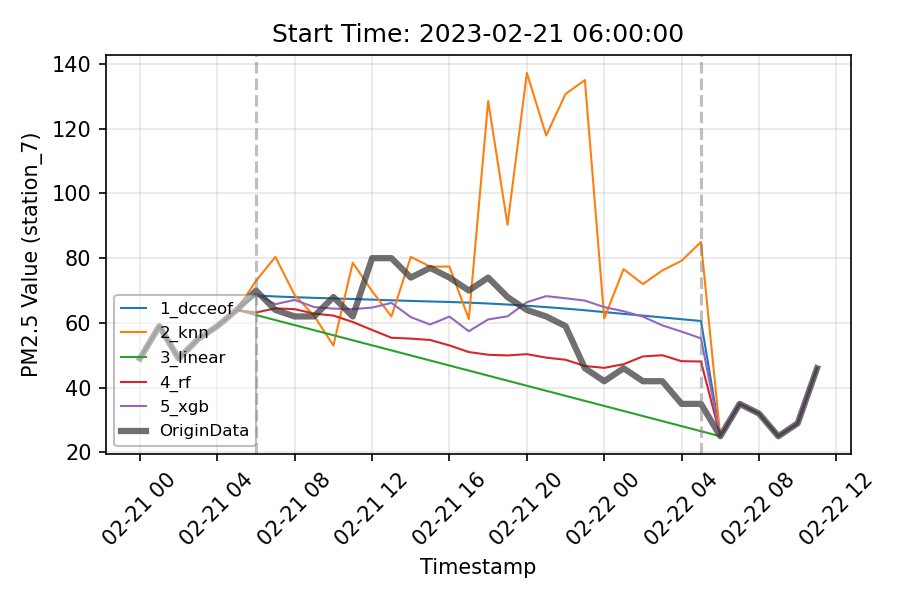 Start Time: 2023-02-21 06:00:00
PM2.5 Value (station_7)
140
120
100
80
60
40
20
1_dcceof
2_knn
3_linear
4_rf
5_xgb
OriginData
02-21 00
02-21 04
02-21 08
02-21 12
02-21 16
02-21 20
02-22 00
02-22 04
02-22 08
02-22 12
Timestamp